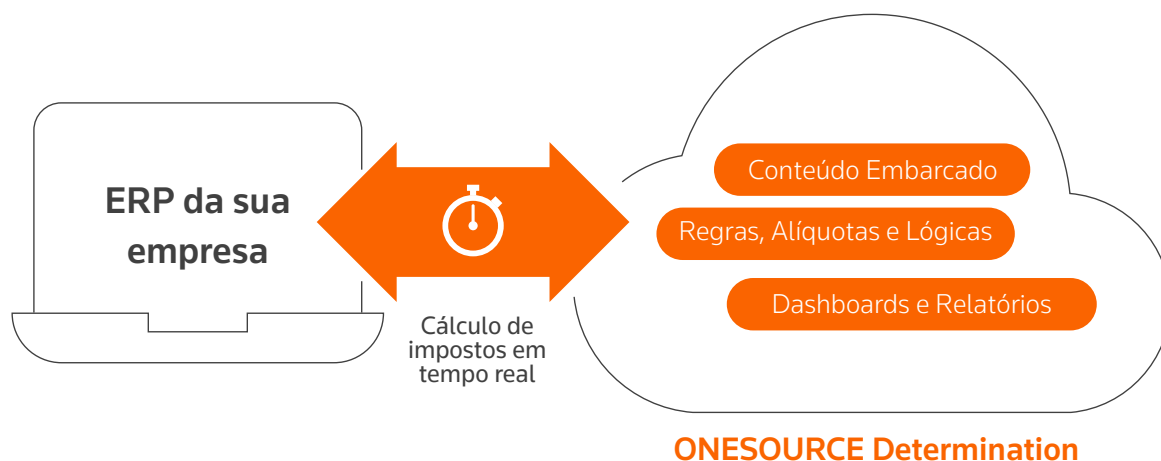 ERP da sua
empresa
Cálculo de
impostos em
tempo real
Conteúdo Embarcado
Regras, Alíquotas e Lógicas
Dashboards e Relatórios
ONESOURCE Determination